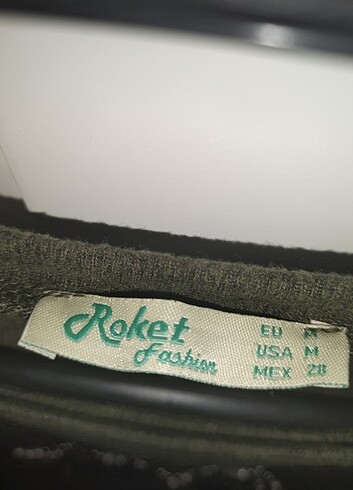 Roket
Fashion
EU M
USA M
MEX 28